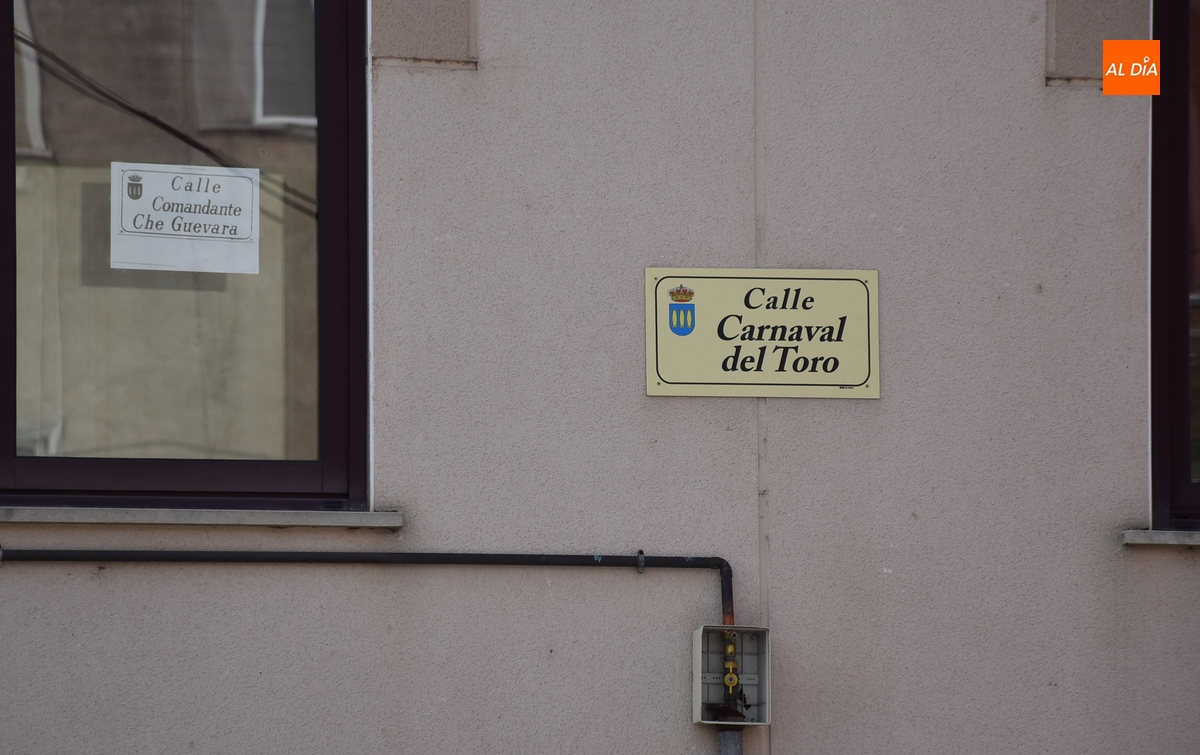 AL DÍA
Calle
Comandante
Che Guevara
Calle
Carnaval
del Toro